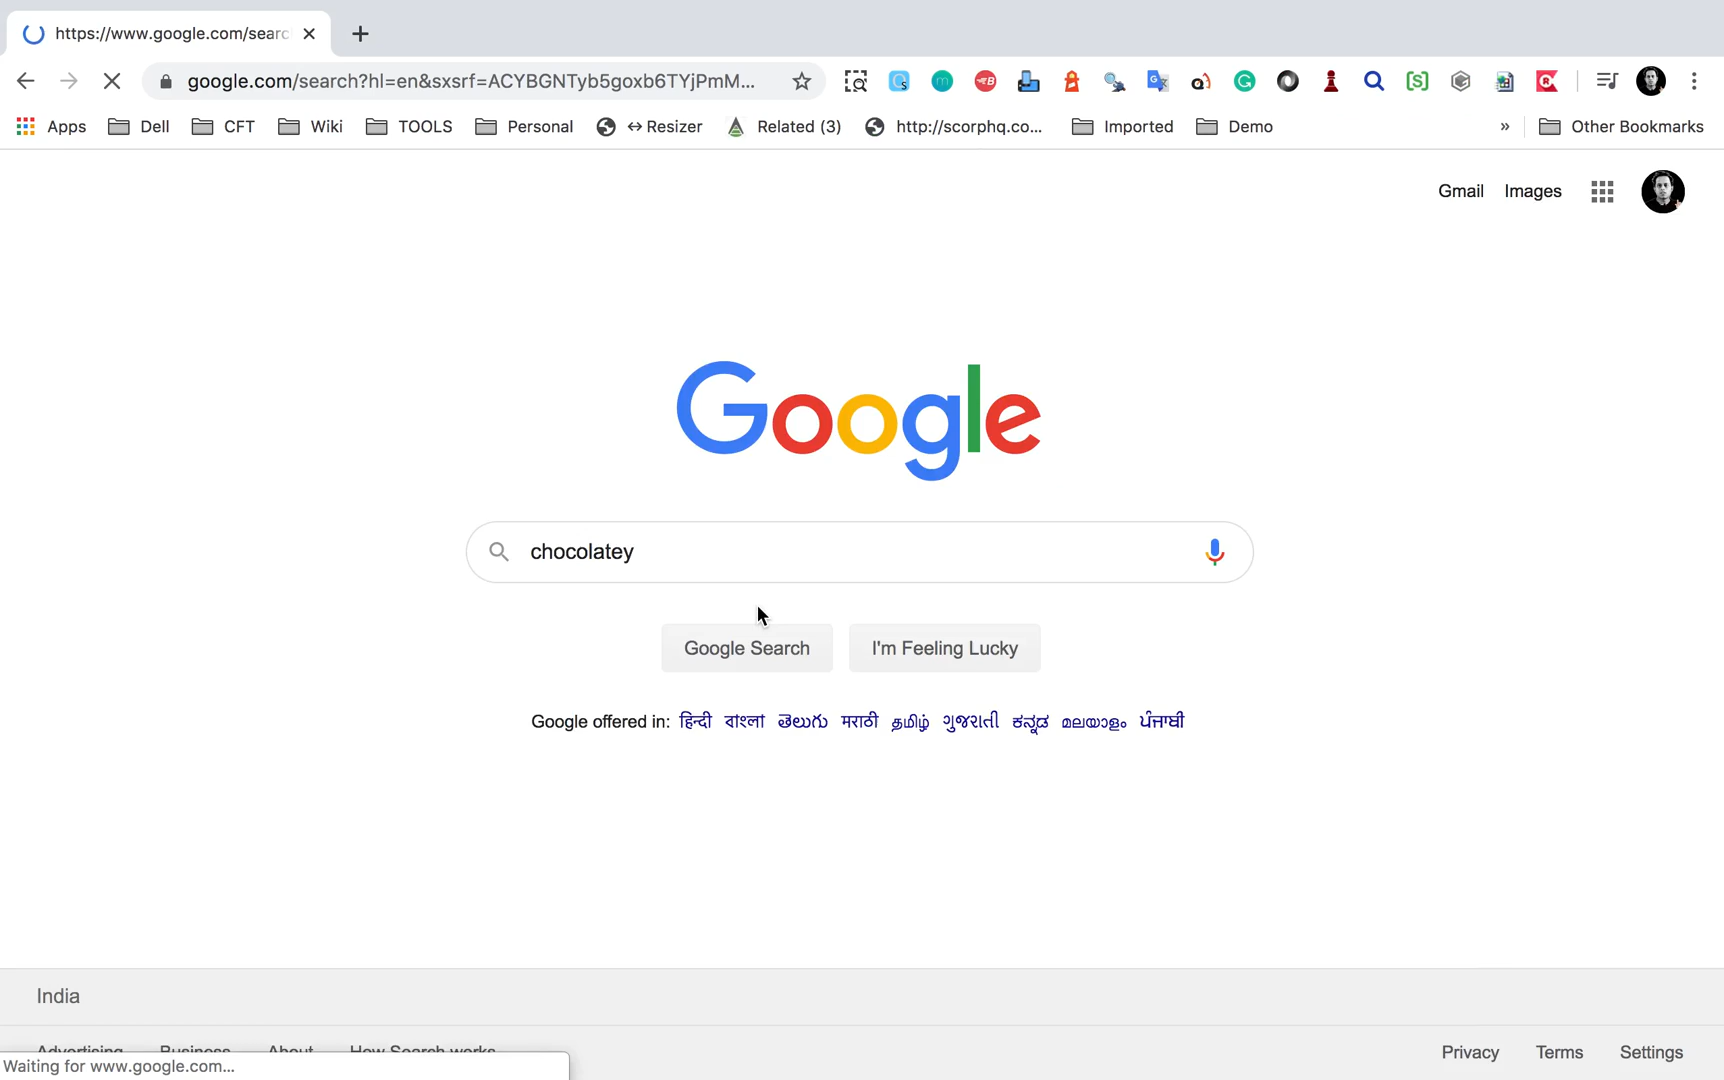 https://www.google.com/searc
google.com/search?hl=en&sxsrf=ACYBGNTyb5goxb6TYjPmM...
Apps Dell CFT Wiki TOOLS Personal ↔Resizer Related (3) http://scorphq.co... Imported Demo » Other Bookmarks
Gmail Images
Google
chocolatey
Google Search I'm Feeling Lucky
Google offered in: हिन्दी বাংলা తెలుగు मराठी தமிழ் ગુજરાતી ಕನ್ನಡ മലയാളം ਪੰਜਾਬੀ
India
Advertising Business About How Search works Privacy Terms Settings
Waiting for www.google.com...